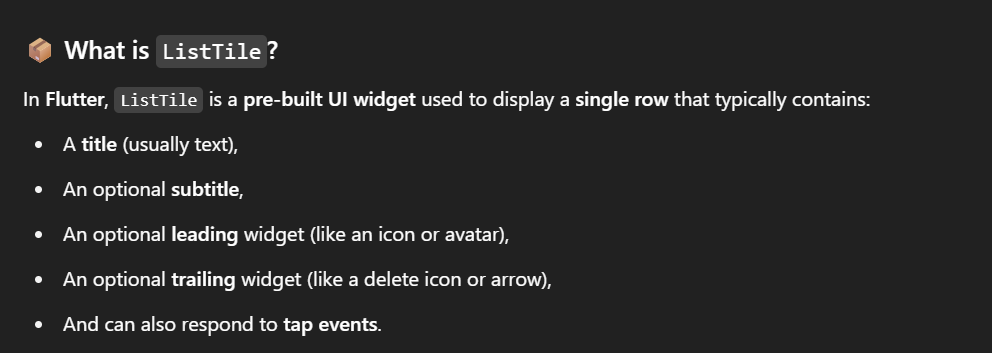 📦 What is ListTile?
In Flutter, ListTile is a pre-built UI widget used to display a single row that typically contains:
• A title (usually text),
• An optional subtitle,
• An optional leading widget (like an icon or avatar),
• An optional trailing widget (like a delete icon or arrow),
• And can also respond to tap events.